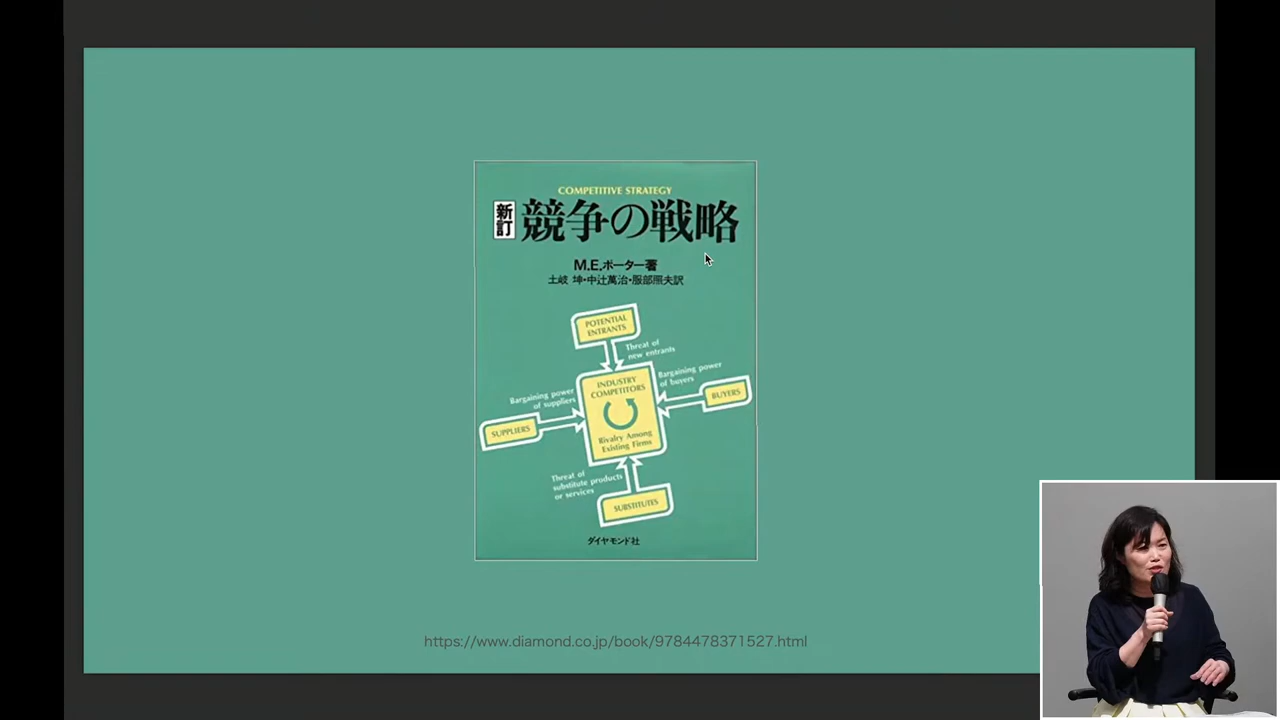 COMPETITIVE STRATEGY
新訂
競争の戦略
M.E.ポーター著
土岐 坤・中辻萬治・服部照夫訳
POTENTIAL
ENTRANTS
Threat of
new entrants
Bargaining power
of buyers
BUYERS
INDUSTRY
COMPETITORS
Rivalry Among
Existing Firms
Bargaining power
of suppliers
SUPPLIERS
Threat of
substitute products
or services
SUBSTITUTES
ダイヤモンド社
https://www.diamond.co.jp/book/9784478371527.html